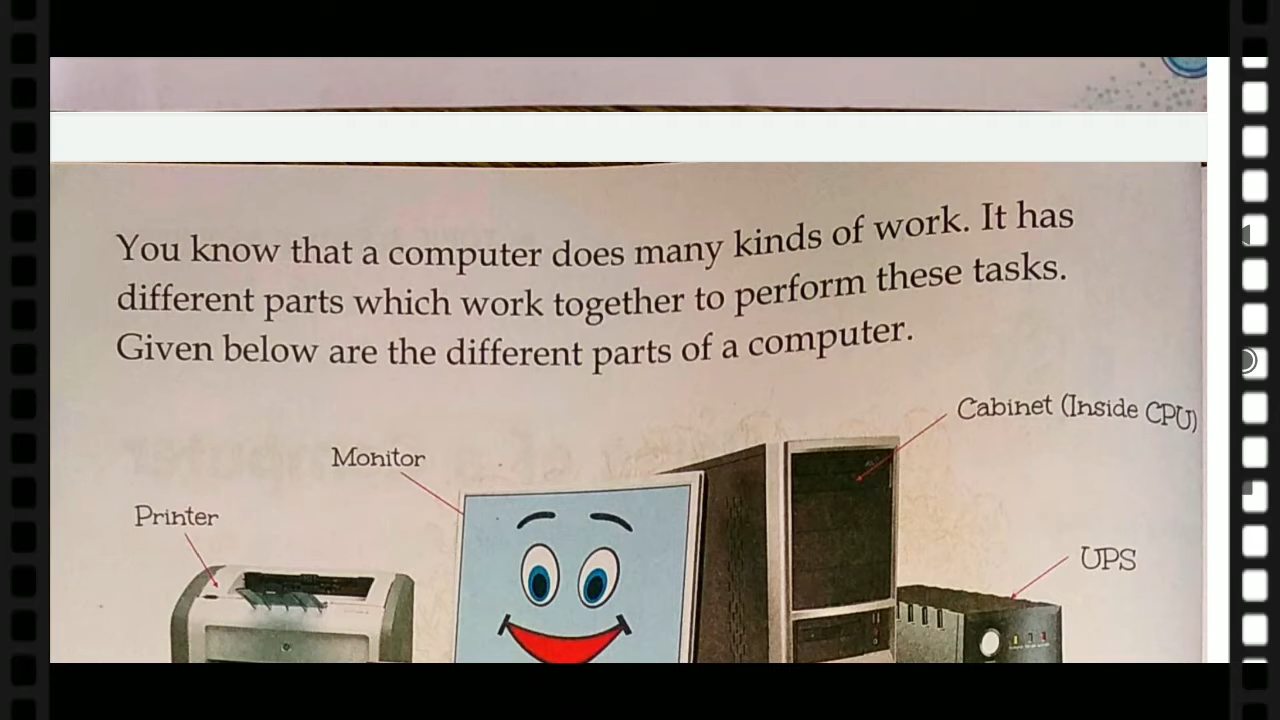 You know that a computer does many kinds of work. It has
different parts which work together to perform these tasks.
Given below are the different parts of a computer.
Cabinet (Inside CPU)
Monitor
Printer
UPS